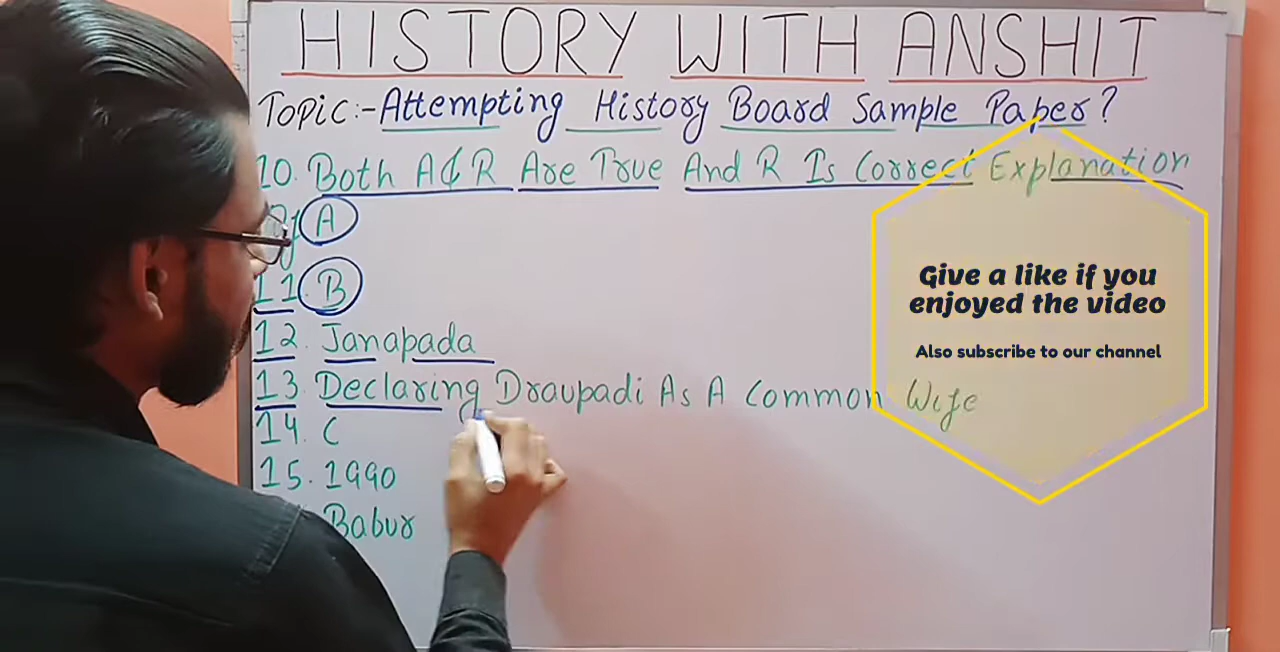 HISTORY WITH ANSHIT
Topic:- Attempting History Board Sample Paper?
10. Both A & R Are True And R Is Correct Explanation
Of A
11. B
12. Janapada
13. Declaring Draupadi As A Common Wife
14. C
15. 1990
Babur
Give a like if you
enjoyed the video
Also subscribe to our channel